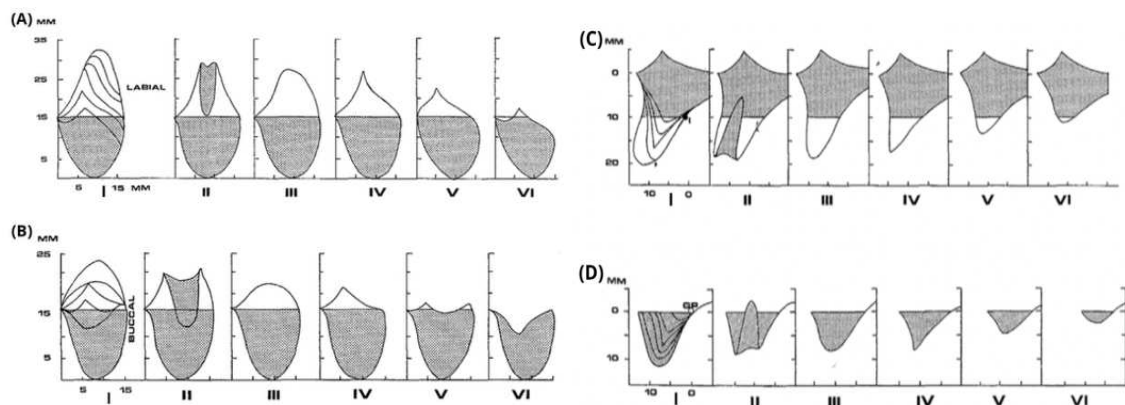 (A)
MM
35
25
15
5
LABIAL
5 15 MM
I II III IV V VI
(B)
MM
25
15
5
BUCCAL
5 15
I II III IV V VI
(C)
MM
0
10
20
10 0
I II III IV V VI
(D)
MM
0
10
GP
10 0
I II III IV V VI